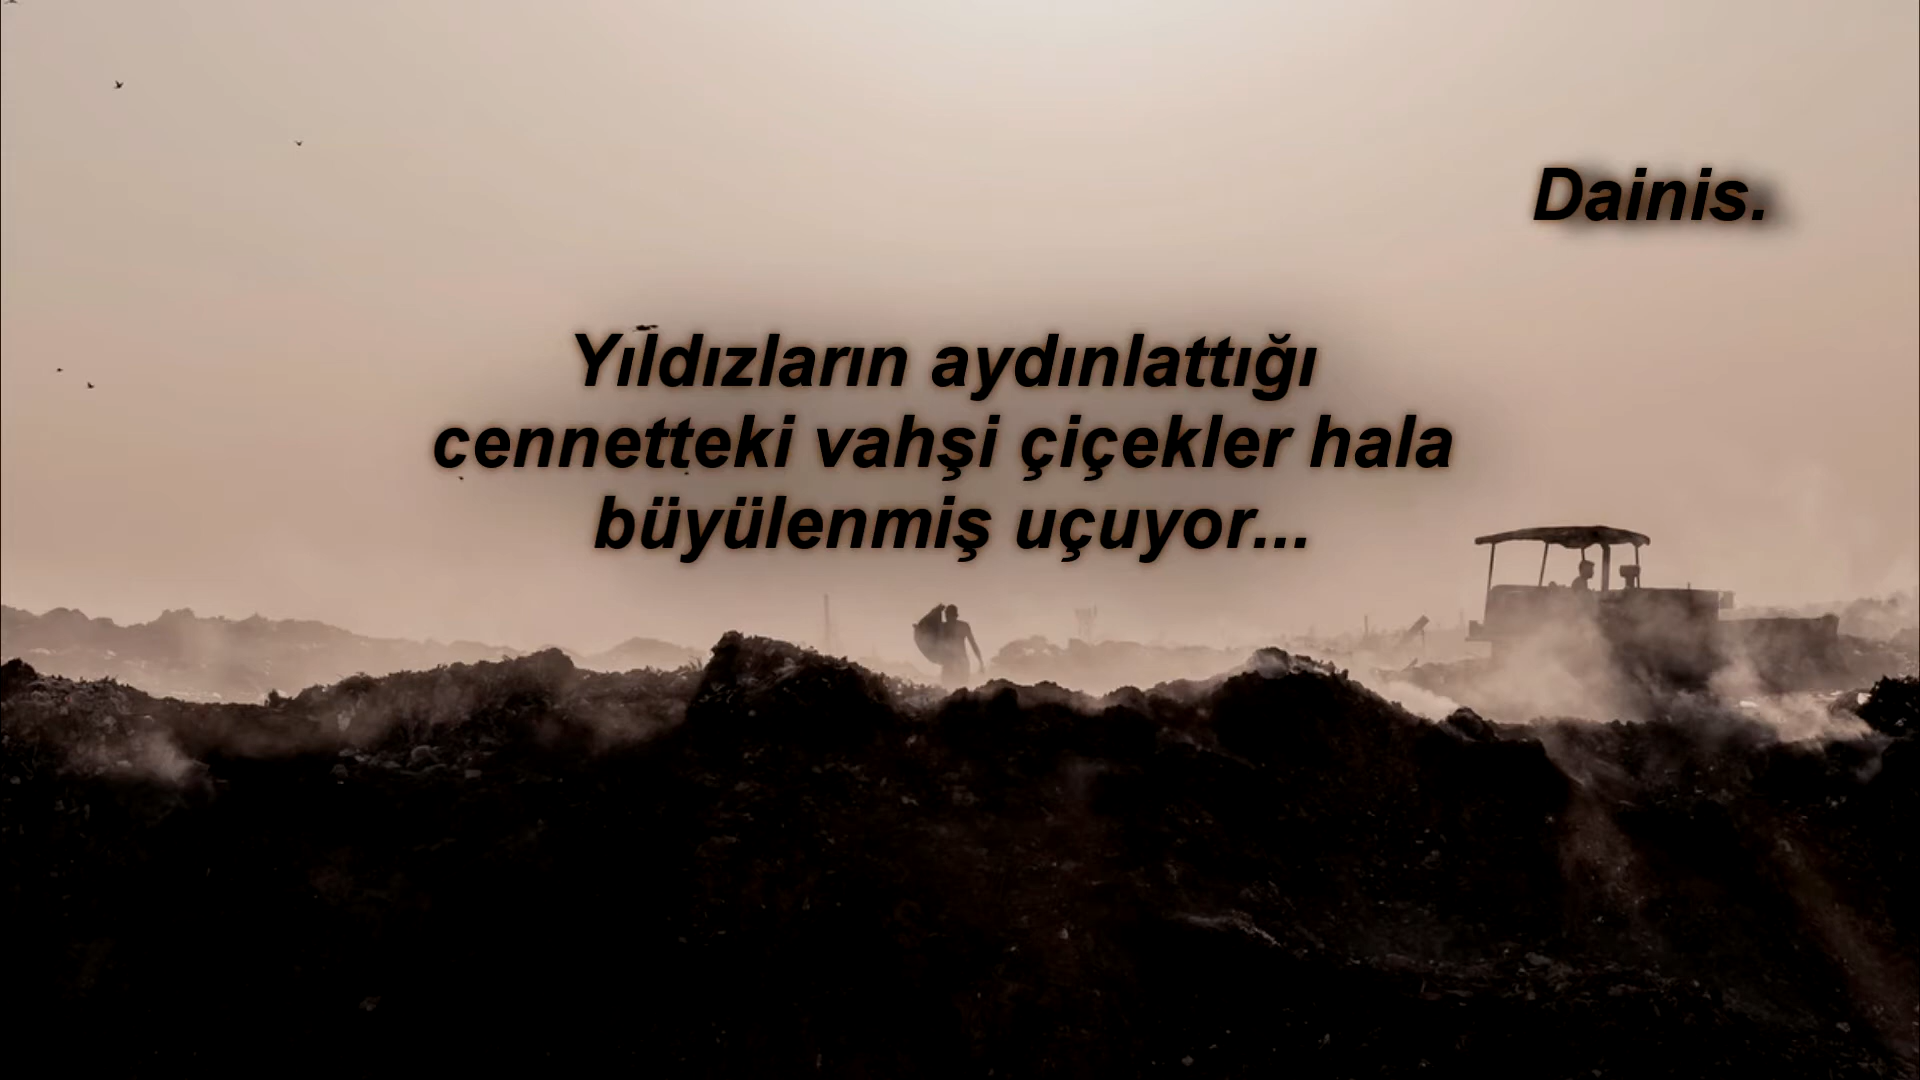 Dainis.
Yıldızların aydınlattığı
cennetteki vahşi çiçekler hala
büyülenmiş uçuyor...